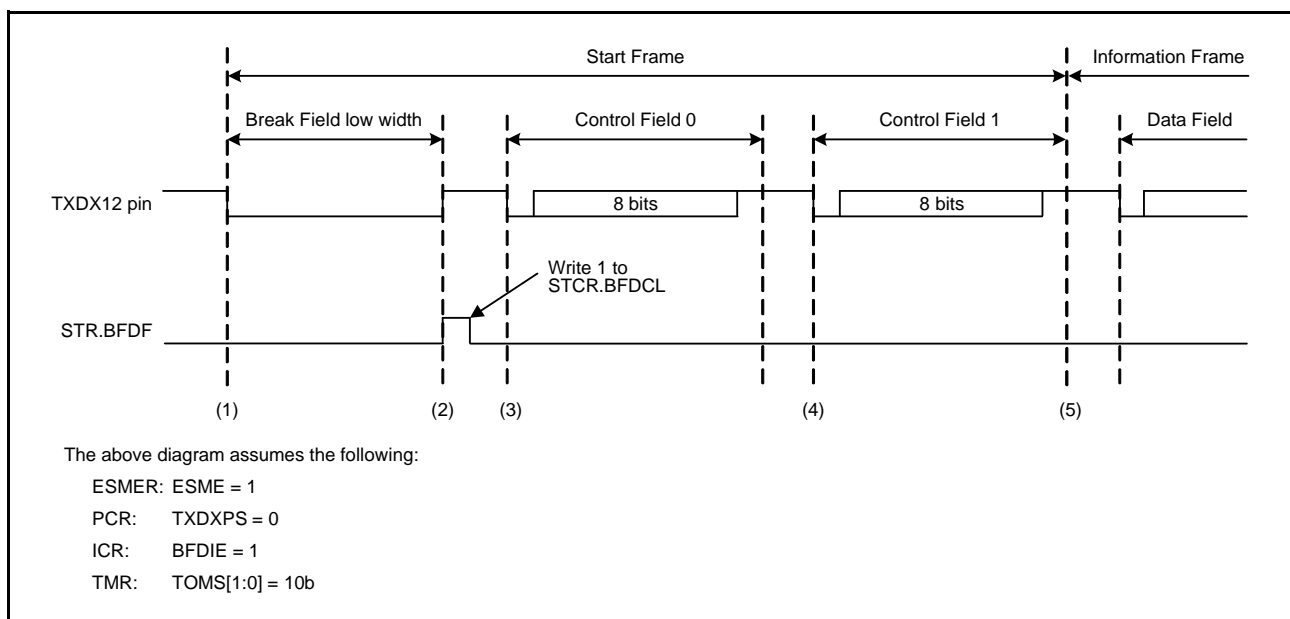 Start Frame Information Frame
Break Field low width Control Field 0 Control Field 1 Data Field
TXDX12 pin 8 bits 8 bits
Write 1 to
STCR.BFDCL
STR.BFDF
(1) (2) (3) (4) (5)
The above diagram assumes the following:
ESMER: ESME = 1
PCR: TXDXPS = 0
ICR: BFDIE = 1
TMR: TOMS[1:0] = 10b